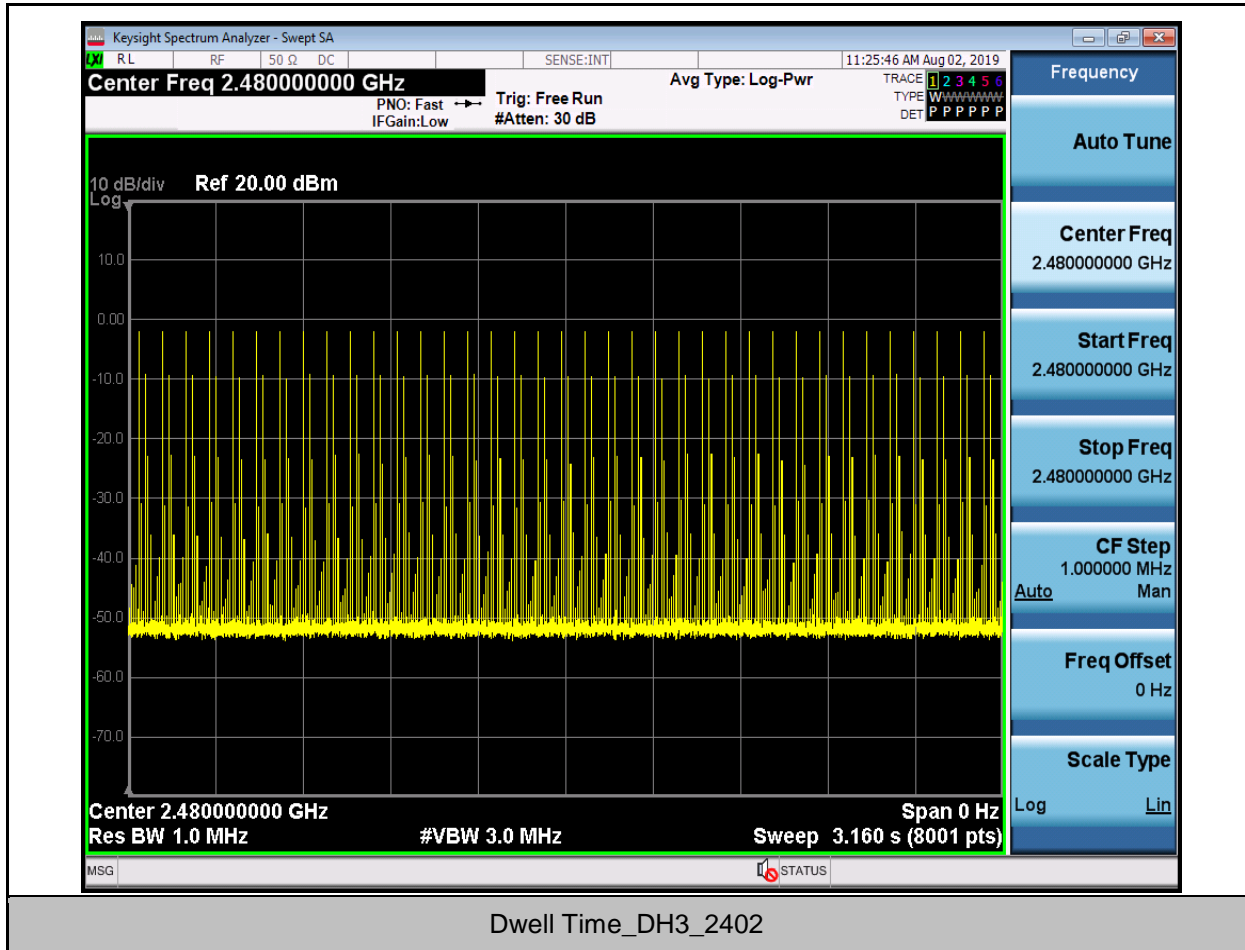 Keysight Spectrum Analyzer - Swept SA
LXI RL RF 50 Ω DC SENSE:INT 11:25:46 AM Aug 02, 2019
Center Freq 2.480000000 GHz
PNO: Fast
IFGain:Low
Trig: Free Run
#Atten: 30 dB
Avg Type: Log-Pwr
TRACE 1 2 3 4 5 6
TYPE WWWWWW
DET P P P P P P
10 dB/div Ref 20.00 dBm
Log
10.0
0.00
-10.0
-20.0
-30.0
-40.0
-50.0
-60.0
-70.0
Center 2.480000000 GHz Span 0 Hz
Res BW 1.0 MHz #VBW 3.0 MHz Sweep 3.160 s (8001 pts)
MSG STATUS
Frequency
Auto Tune
Center Freq
2.480000000 GHz
Start Freq
2.480000000 GHz
Stop Freq
2.480000000 GHz
CF Step
1.000000 MHz
Auto Man
Freq Offset
0 Hz
Scale Type
Log Lin
Dwell Time_DH3_2402